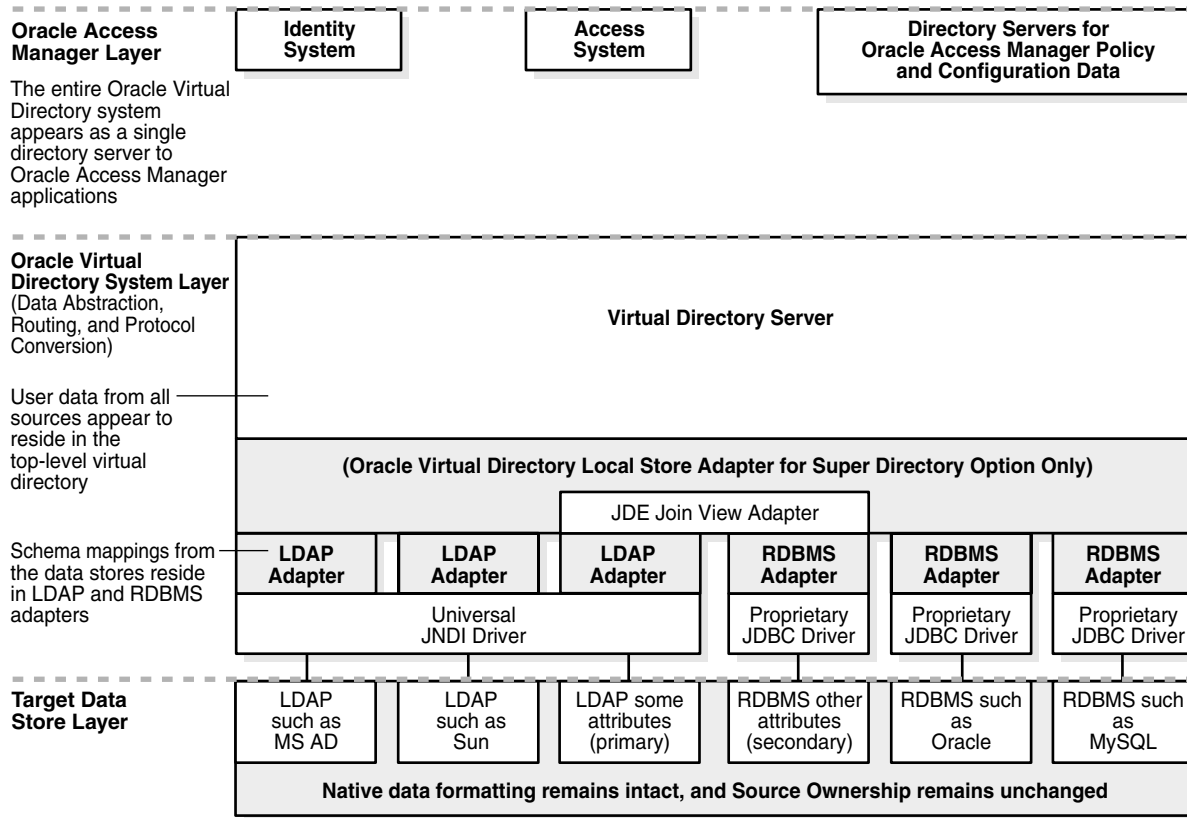 Oracle Access
Manager Layer
The entire Oracle Virtual
Directory system
appears as a single
directory server to
Oracle Access Manager
applications
Identity
System
Access
System
Directory Servers for
Oracle Access Manager Policy
and Configuration Data
Oracle Virtual
Directory System Layer
(Data Abstraction,
Routing, and Protocol
Conversion)
User data from all
sources appear to
reside in the
top-level virtual
directory
Schema mappings from
the data stores reside
in LDAP and RDBMS
adapters
Virtual Directory Server
(Oracle Virtual Directory Local Store Adapter for Super Directory Option Only)
JDE Join View Adapter
LDAP
Adapter
LDAP
Adapter
LDAP
Adapter
RDBMS
Adapter
RDBMS
Adapter
RDBMS
Adapter
Universal
JNDI Driver
Proprietary
JDBC Driver
Proprietary
JDBC Driver
Proprietary
JDBC Driver
Target Data
Store Layer
LDAP
such as
MS AD
LDAP
such as
Sun
LDAP some
attributes
(primary)
RDBMS other
attributes
(secondary)
RDBMS such
as
Oracle
RDBMS such
as
MySQL
Native data formatting remains intact, and Source Ownership remains unchanged